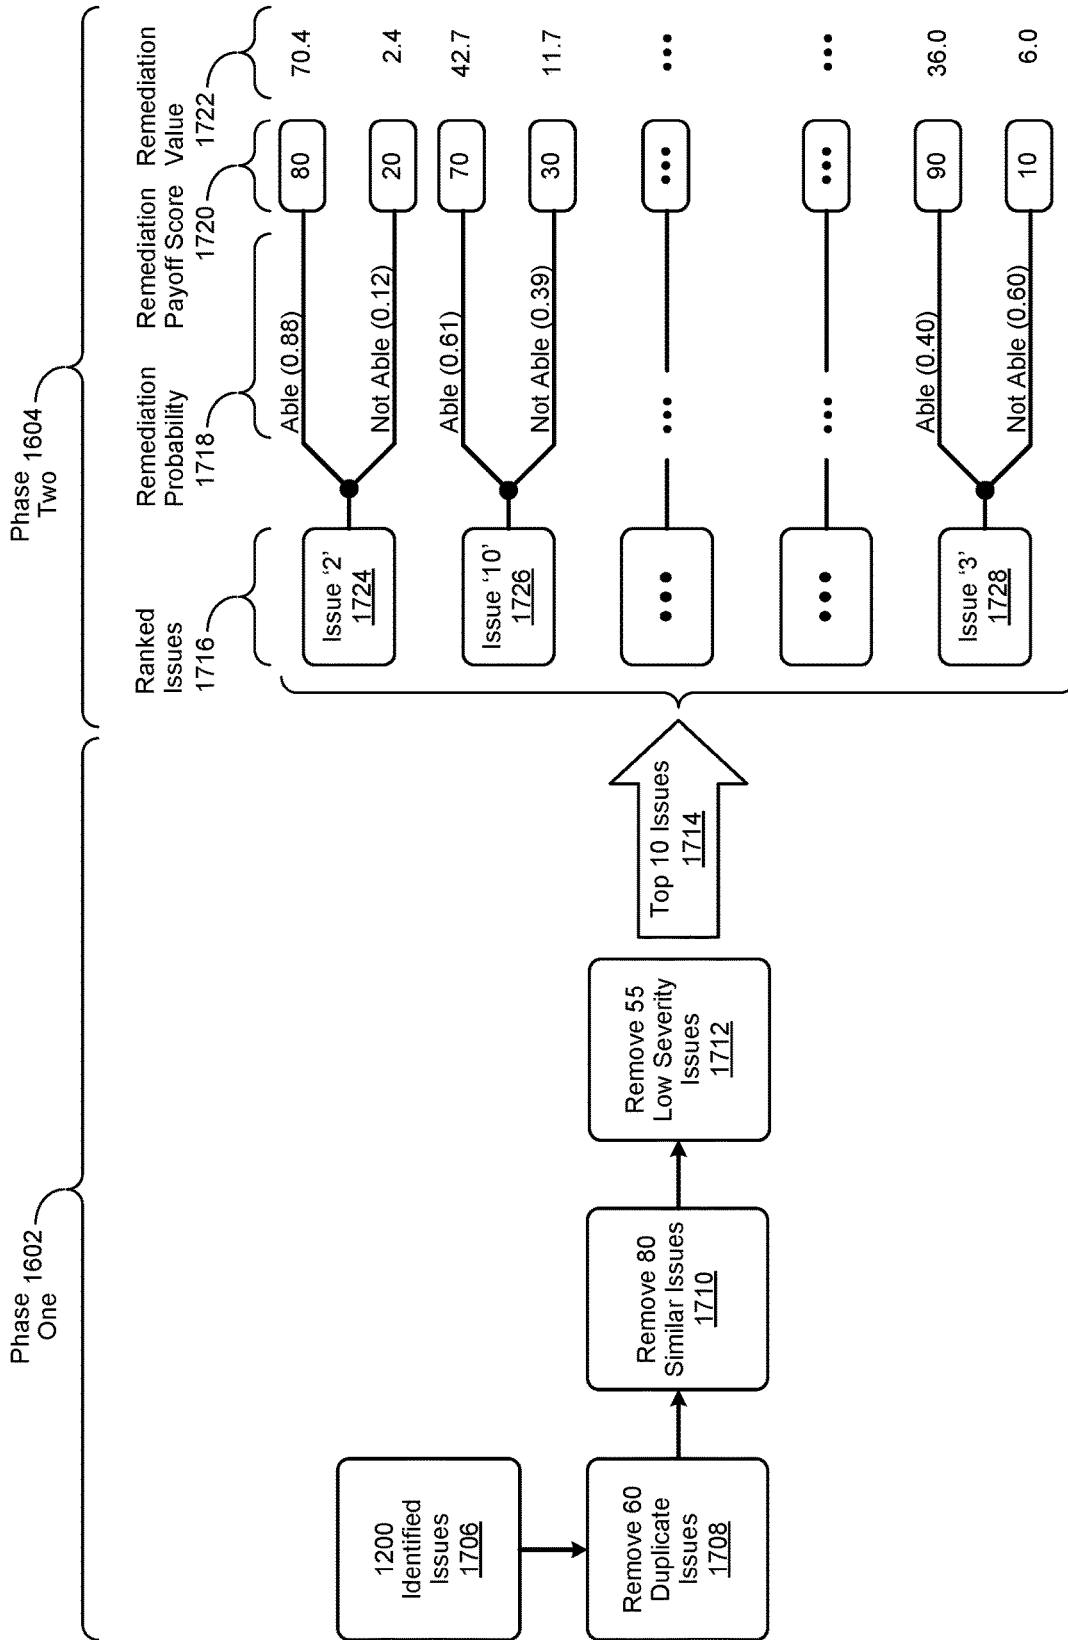 Phase
One
1602
Phase
Two
1604
1200
Identified
Issues
1706
Remove 60
Duplicate
Issues
1708
Remove 80
Similar Issues
1710
Remove 55
Low Severity
Issues
1712
Top 10 Issues
1714
Ranked
Issues
1716
Remediation
Probability
1718
Remediation
Payoff Score
1720
Remediation
Value
1722
Issue ‘2’
1724
Able (0.88)
80
70.4
Not Able (0.12)
20
2.4
Issue ‘10’
1726
Able (0.61)
70
42.7
Not Able (0.39)
30
11.7
•••
•••
•••
•••
•••
•••
•••
•••
Issue ‘3’
1728
Able (0.40)
90
36.0
Not Able (0.60)
10
6.0